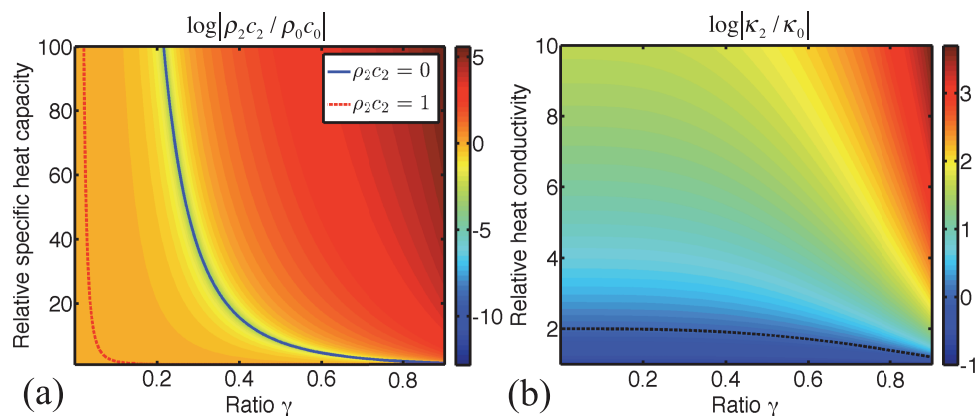 log|ρ₂c₂ / ρ₀c₀|
100
80
60
40
20
Relative specific heat capacity
ρ₂c₂ = 0
ρ₂c₂ = 1
5
0
-5
-10
0.2 0.4 0.6 0.8
Ratio γ
(a)
log|κ₂ / κ₀|
10
8
6
4
2
Relative heat conductivity
3
2
1
0
-1
0.2 0.4 0.6 0.8
Ratio γ
(b)